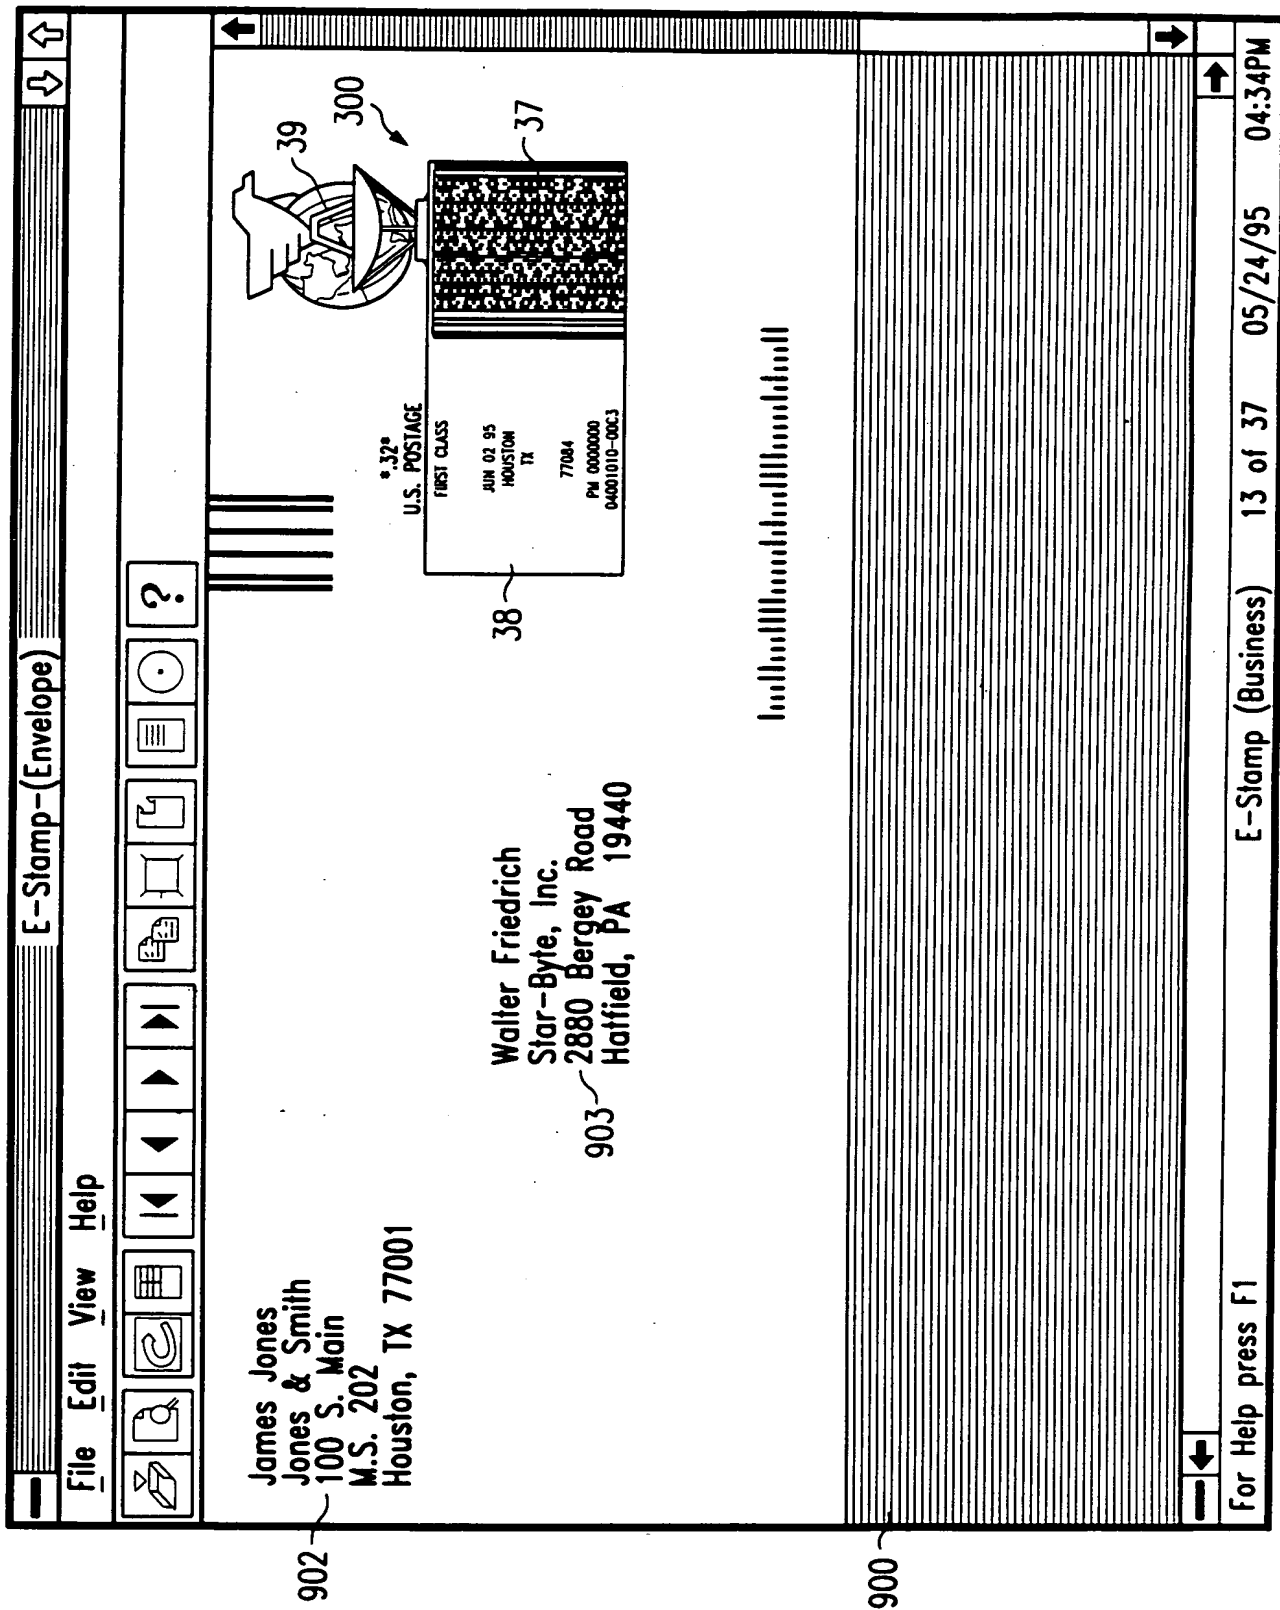 E-Stamp-(Envelope)
File Edit View Help
?
James Jones
Jones & Smith
100 S. Main
M.S. 202
Houston, TX 77001
902
39
300
*.32*
U.S. POSTAGE
FIRST CLASS
JUN 02 95
HOUSTON
TX
77084
PM 0000000
04001010-00C3
37
38
Walter Friedrich
Star-Byte, Inc.
2880 Bergey Road
Hatfield, PA 19440
903
900
For Help press F1 E-Stamp (Business) 13 of 37 05/24/95 04:34PM